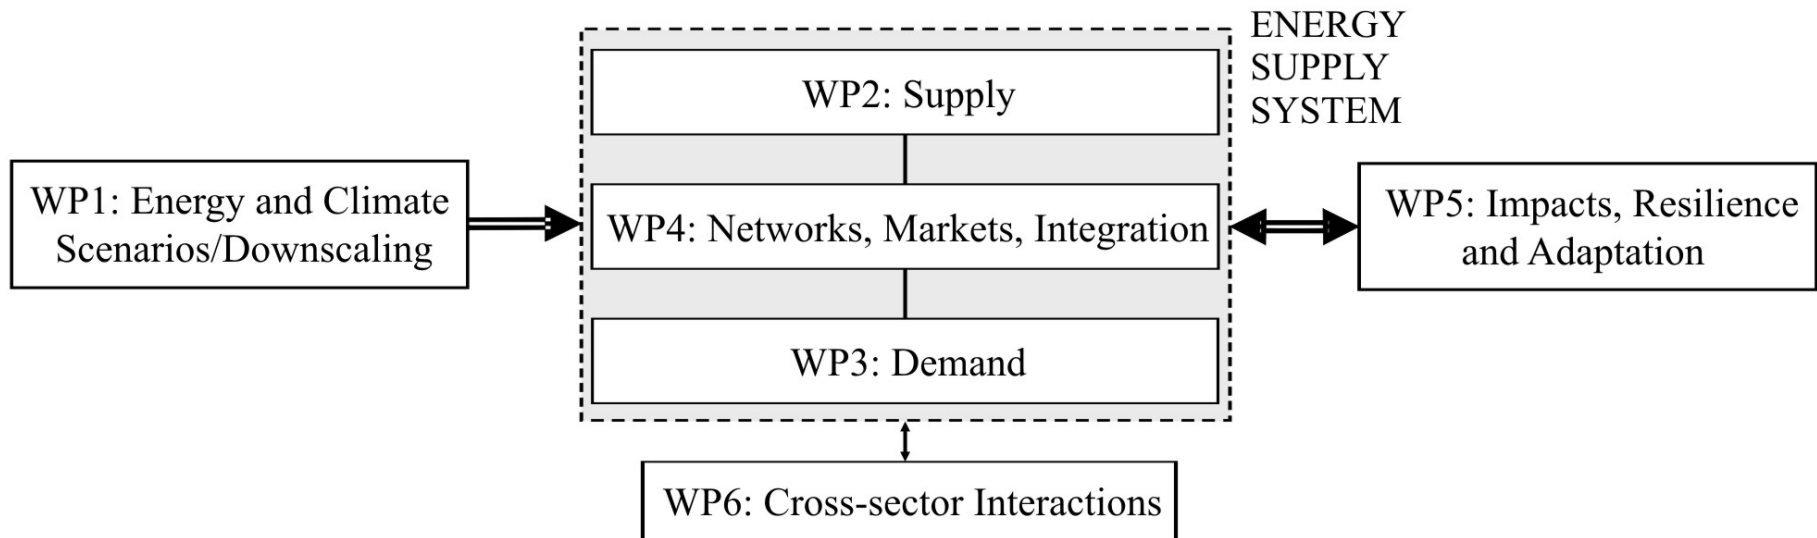 ENERGY
SUPPLY
SYSTEM
WP2: Supply
WP1: Energy and Climate
Scenarios/Downscaling
WP4: Networks, Markets, Integration
WP5: Impacts, Resilience
and Adaptation
WP3: Demand
WP6: Cross-sector Interactions